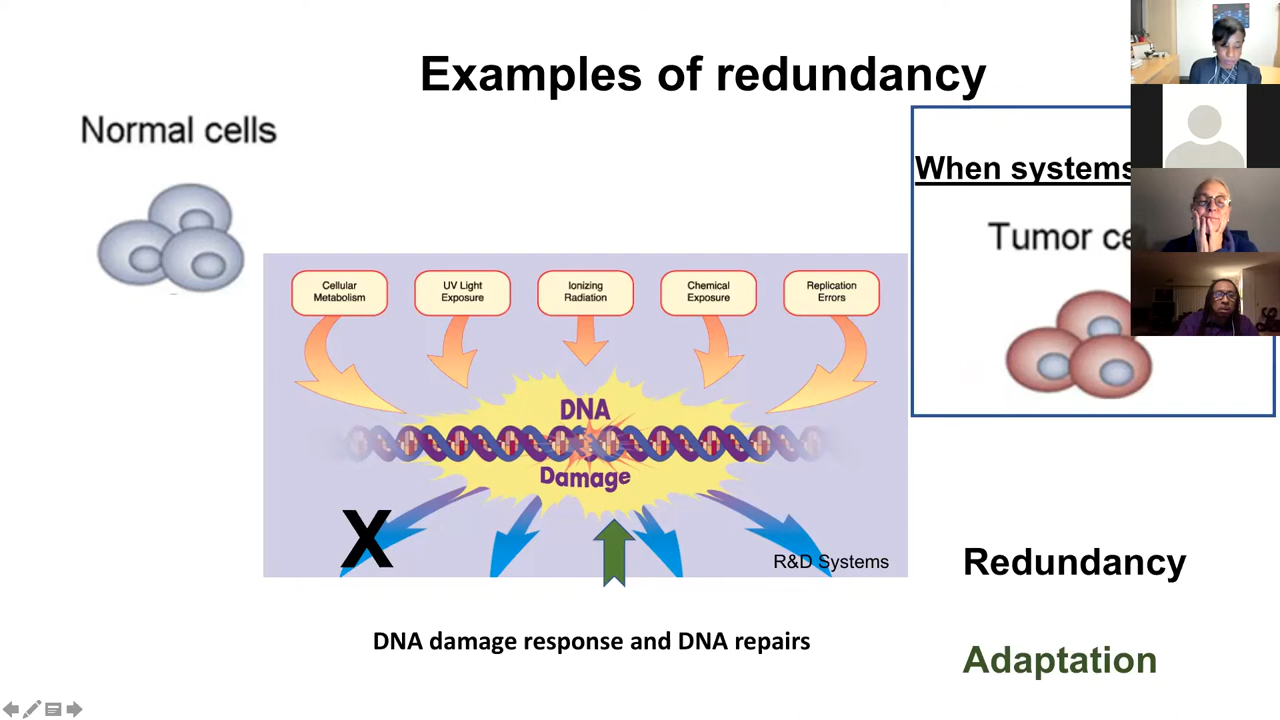 Examples of redundancy
Normal cells
When systems
Tumor
Cellular
Metabolism
UV Light
Exposure
Ionizing
Radiation
Chemical
Exposure
Replication
Errors
DNA
Damage
X
R&D Systems
Redundancy
DNA damage response and DNA repairs
Adaptation